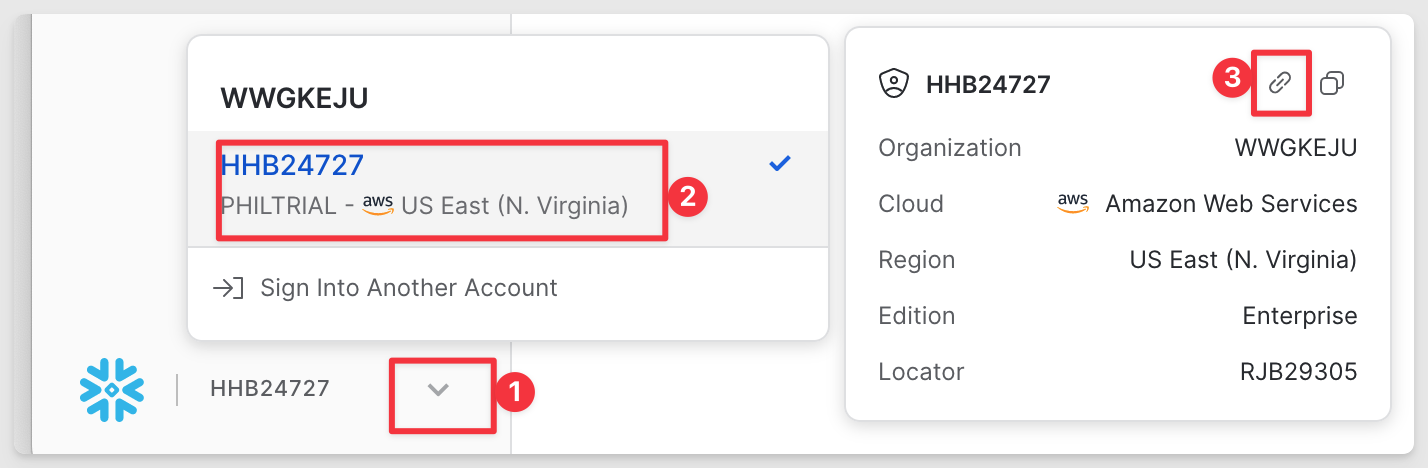 WWGKEJU
HHB24727
PHILTRIAL - aws US East (N. Virginia)
2
Sign Into Another Account
HHB24727
1
HHB24727
3
Organization WWGKEJU
Cloud aws Amazon Web Services
Region US East (N. Virginia)
Edition Enterprise
Locator RJB29305